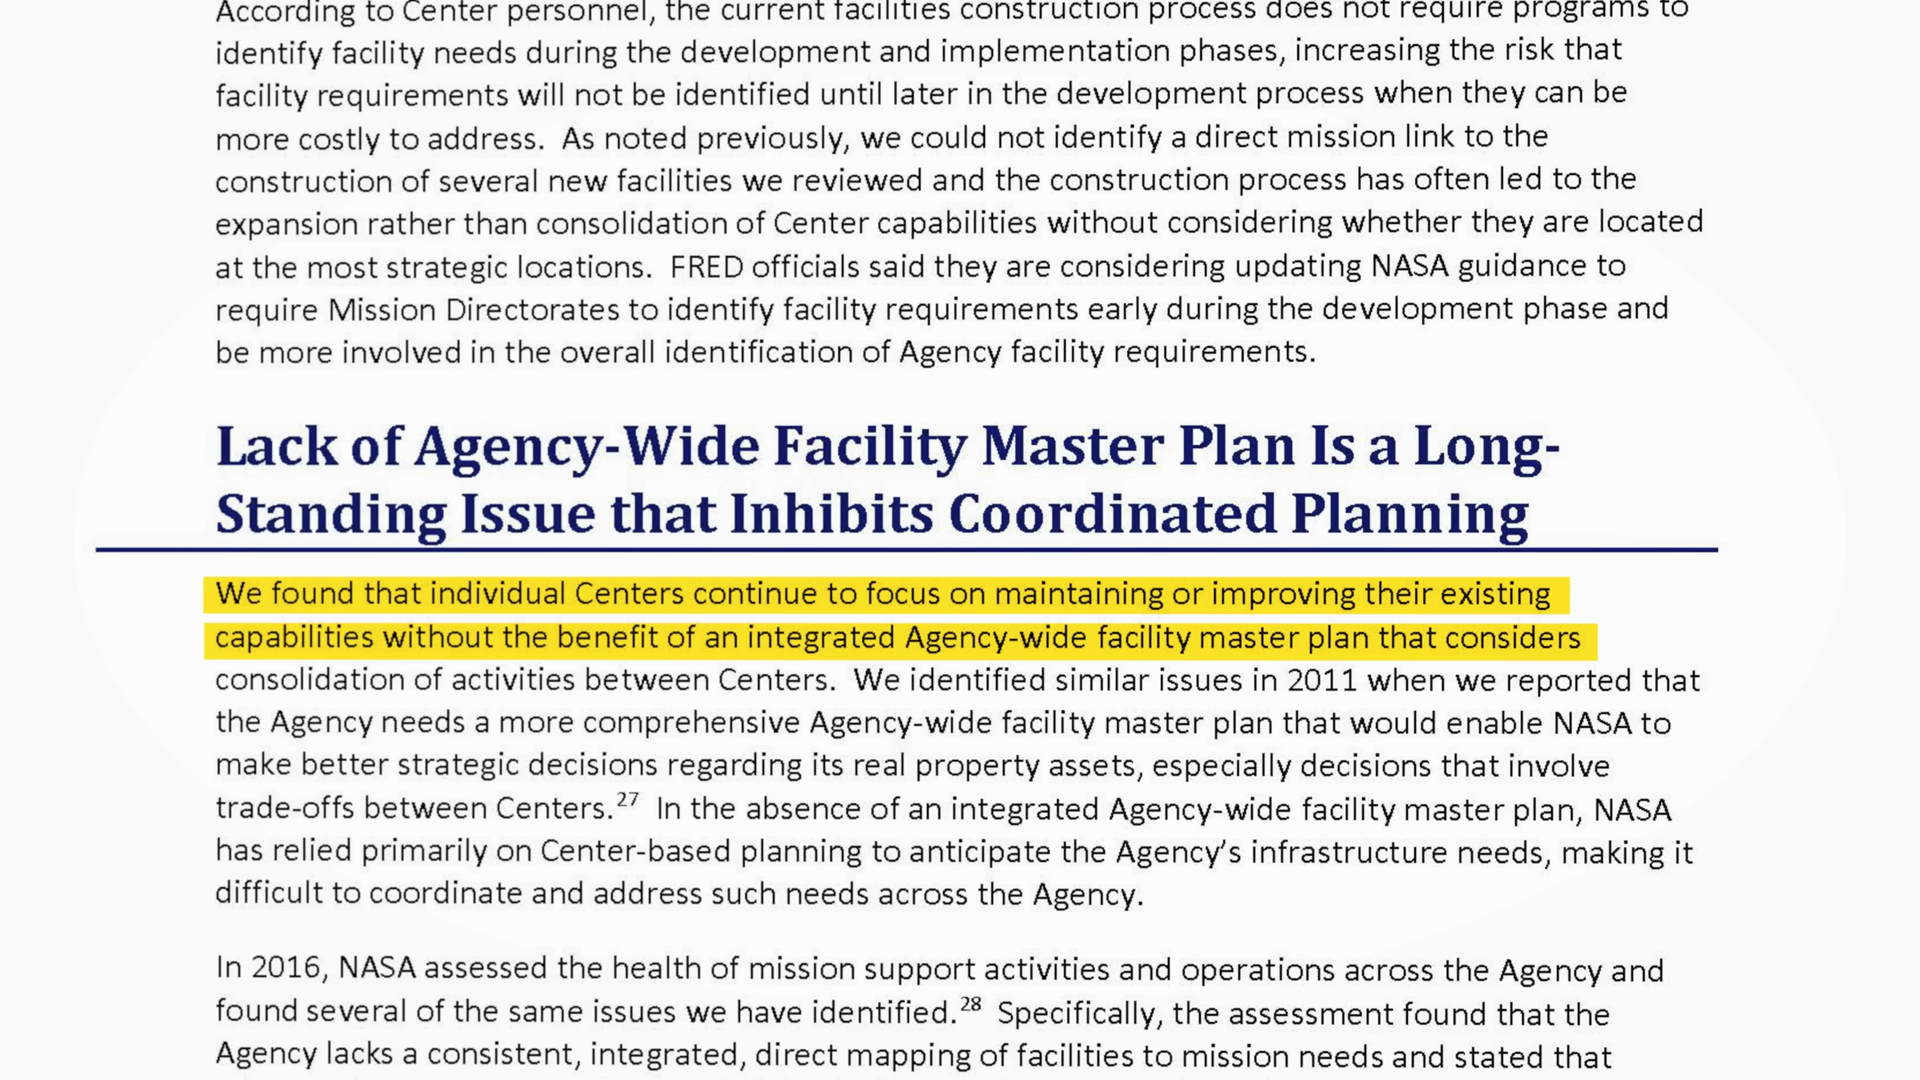 According to Center personnel, the current facilities construction process does not require programs to
identify facility needs during the development and implementation phases, increasing the risk that
facility requirements will not be identified until later in the development process when they can be
more costly to address.  As noted previously, we could not identify a direct mission link to the
construction of several new facilities we reviewed and the construction process has often led to the
expansion rather than consolidation of Center capabilities without considering whether they are located
at the most strategic locations.  FRED officials said they are considering updating NASA guidance to
require Mission Directorates to identify facility requirements early during the development phase and
be more involved in the overall identification of Agency facility requirements.
Lack of Agency-Wide Facility Master Plan Is a Long-
Standing Issue that Inhibits Coordinated Planning
We found that individual Centers continue to focus on maintaining or improving their existing
capabilities without the benefit of an integrated Agency-wide facility master plan that considers
consolidation of activities between Centers.  We identified similar issues in 2011 when we reported that
the Agency needs a more comprehensive Agency-wide facility master plan that would enable NASA to
make better strategic decisions regarding its real property assets, especially decisions that involve
trade-offs between Centers.27  In the absence of an integrated Agency-wide facility master plan, NASA
has relied primarily on Center-based planning to anticipate the Agency's infrastructure needs, making it
difficult to coordinate and address such needs across the Agency.
In 2016, NASA assessed the health of mission support activities and operations across the Agency and
found several of the same issues we have identified.28  Specifically, the assessment found that the
Agency lacks a consistent, integrated, direct mapping of facilities to mission needs and stated that